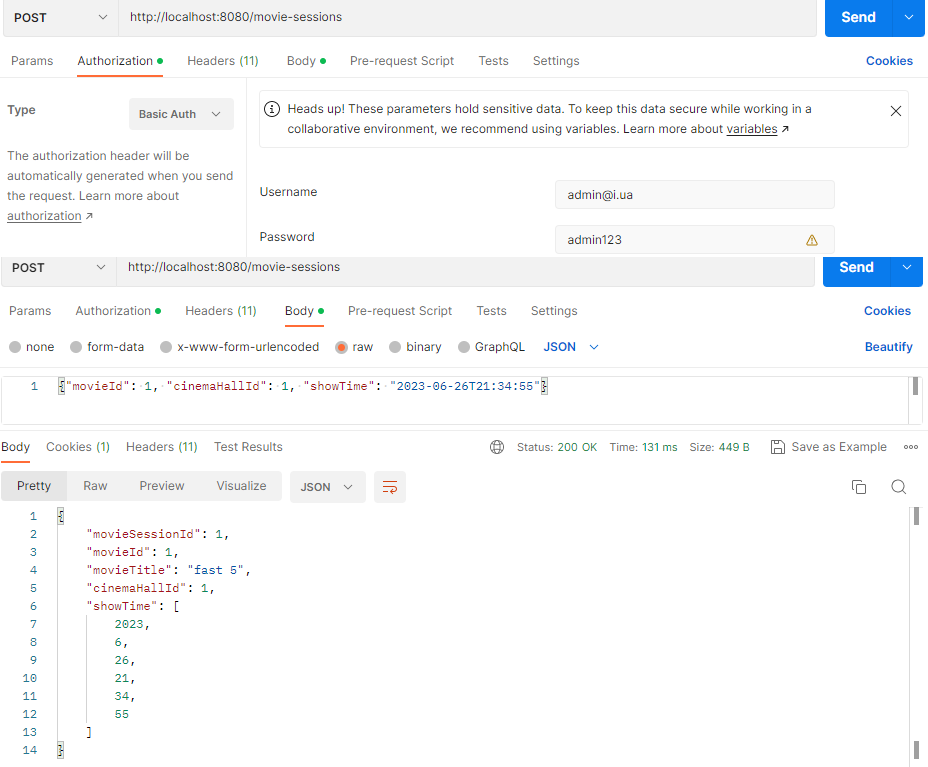 POST http://localhost:8080/movie-sessions Send
Params Authorization Headers (11) Body Pre-request Script Tests Settings Cookies
Type Basic Auth
The authorization header will be
automatically generated when you send
the request. Learn more about
authorization ↗
Heads up! These parameters hold sensitive data. To keep this data secure while working in a
collaborative environment, we recommend using variables. Learn more about variables ↗
Username admin@i.ua
Password admin123
POST http://localhost:8080/movie-sessions Send
Params Authorization Headers (11) Body Pre-request Script Tests Settings Cookies
none form-data x-www-form-urlencoded raw binary GraphQL JSON Beautify
1 {"movieId": 1, "cinemaHallId": 1, "showTime": "2023-06-26T21:34:55"}
Body Cookies (1) Headers (11) Test Results Status: 200 OK Time: 131 ms Size: 449 B Save as Example
Pretty Raw Preview Visualize JSON
1 {
2 "movieSessionId": 1,
3 "movieId": 1,
4 "movieTitle": "fast 5",
5 "cinemaHallId": 1,
6 "showTime": [
7 2023,
8 6,
9 26,
10 21,
11 34,
12 55
13 ]
14 }